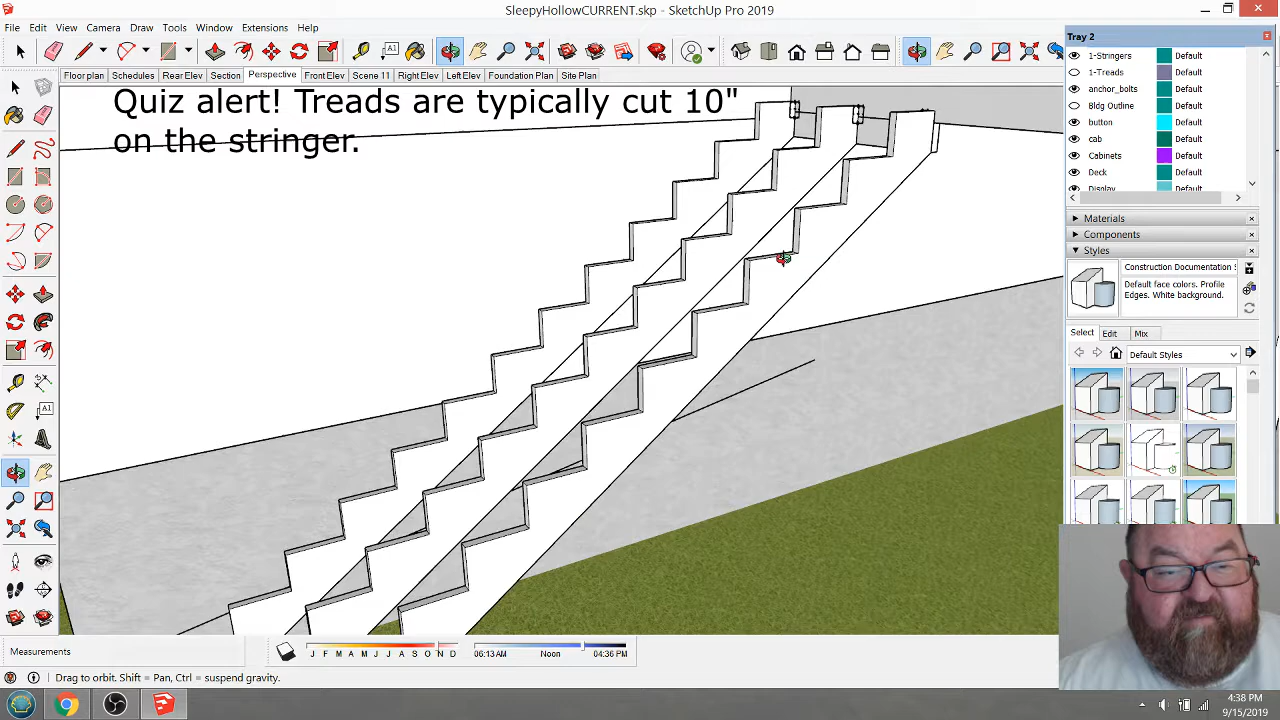 SleepyHollowCURRENT.skp - SketchUp Pro 2019
File Edit View Camera Draw Tools Window Extensions Help
Tray 2
Floor plan Schedules Rear Elev Section Perspective Front Elev Scene 11 Right Elev Left Elev Foundation Plan Site Plan
1-Stringers Default
1-Treads Default
anchor_bolts Default
Bldg Outline Default
button Default
cab Default
Cabinets Default
Deck Default
Display Default
Quiz alert! Treads are typically cut 10"
on the stringer.
Materials
Components
Styles
Construction Documentation S
Default face colors. Profile
Edges. White background.
Select Edit Mix
Default Styles
Measurements
J F M A M J J A S O N D
06:13 AM Noon 04:36 PM
Drag to orbit. Shift = Pan, Ctrl = suspend gravity.
4:38 PM
9/15/2019